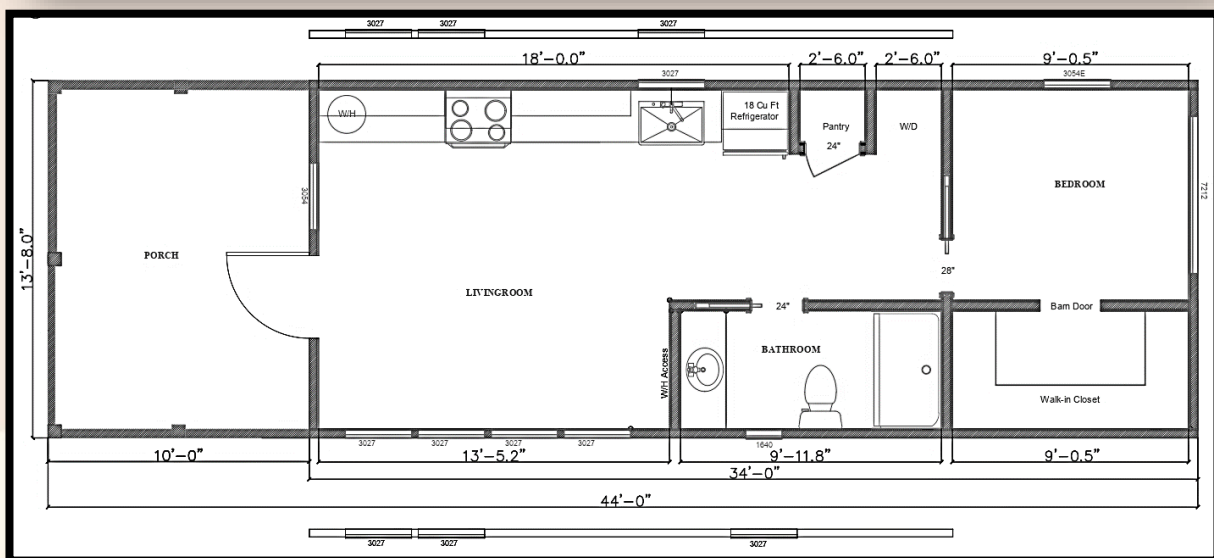 3027
3027
3027
18'-0.0"
2'-6.0"
2'-6.0"
9'-0.5"
3027
3054E
W/H
18 Cu Ft
Refrigerator
Pantry
24"
W/D
BEDROOM
7212
3054
13'-8.0"
PORCH
LIVINGROOM
28"
24"
Barn Door
BATHROOM
W/H Access
Walk-in Closet
3027
3027
3027
3027
1640
10'-0"
13'-5.2"
9'-11.8"
9'-0.5"
34'-0"
44'-0"
3027
3027
3027